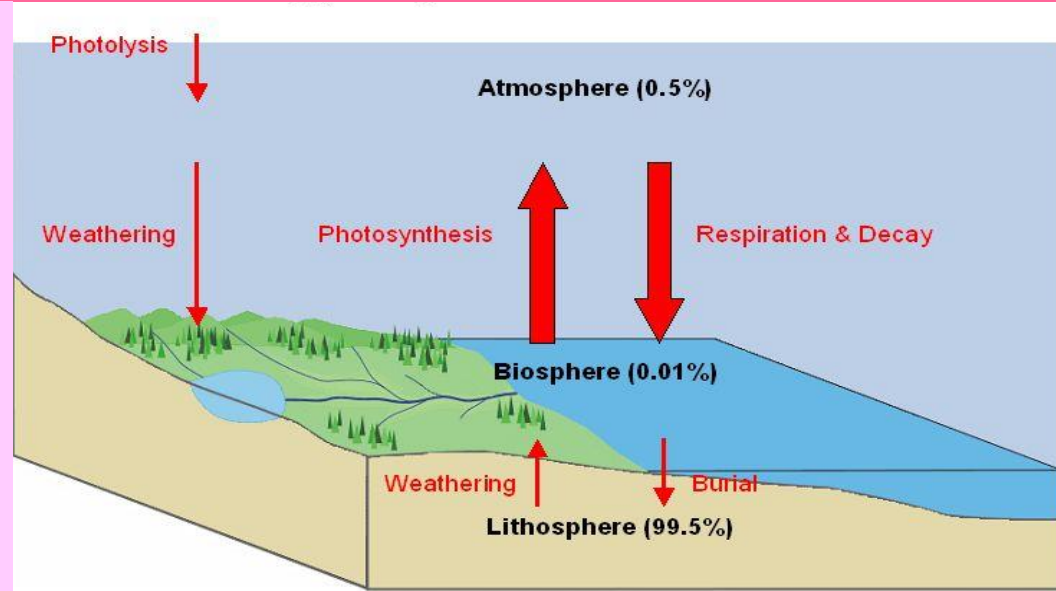 Photolysis
Atmosphere (0.5%)
Weathering
Photosynthesis
Respiration & Decay
Biosphere (0.01%)
Weathering
Burial
Lithosphere (99.5%)